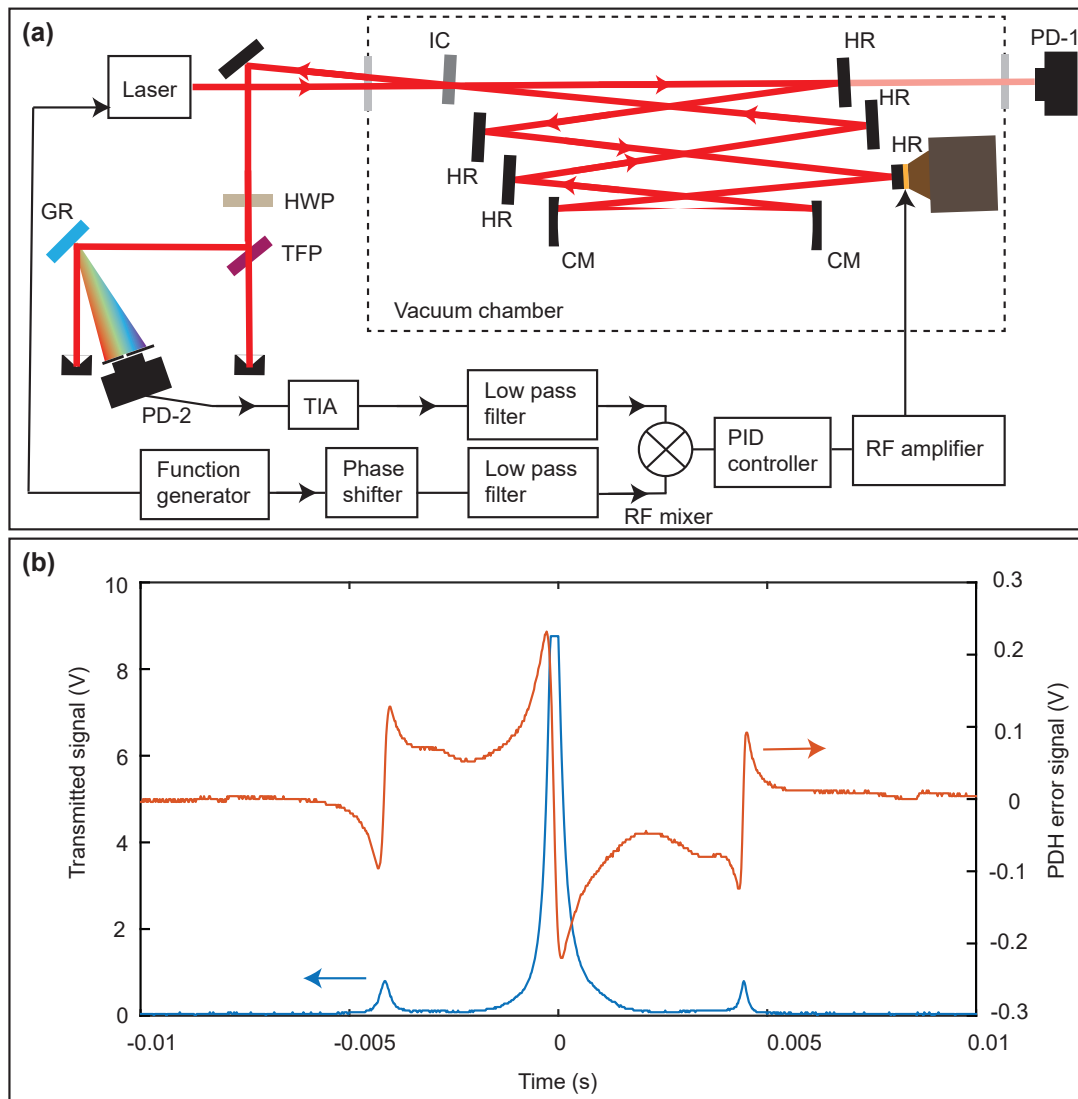 (a)
IC
HR
PD-1
Laser
HR
HR
HR
HWP
GR
HR
TFP
CM
CM
Vacuum chamber
PD-2
TIA
Low pass
filter
PID
controller
RF amplifier
Function
generator
Phase
shifter
Low pass
filter
RF mixer
(b)
10
8
6
4
2
0
Transmitted signal (V)
0.3
0.2
0.1
0
-0.1
-0.2
-0.3
PDH error signal (V)
-0.01
-0.005
0
0.005
0.01
Time (s)